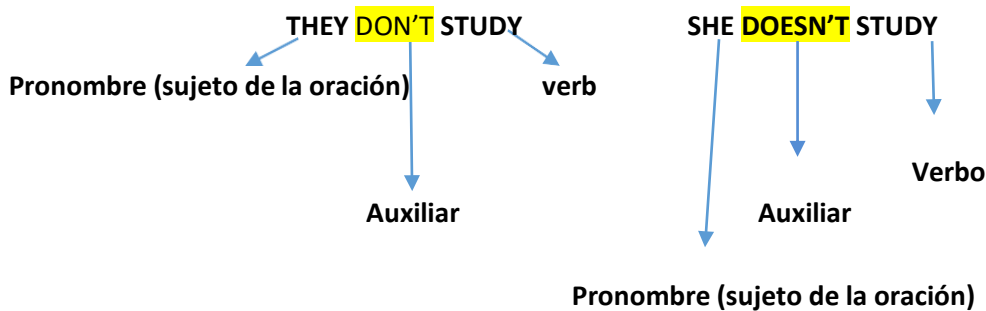 THEY DON’T STUDY
SHE DOESN’T STUDY
Pronombre (sujeto de la oración)
verb
Verbo
Auxiliar
Auxiliar
Pronombre (sujeto de la oración)